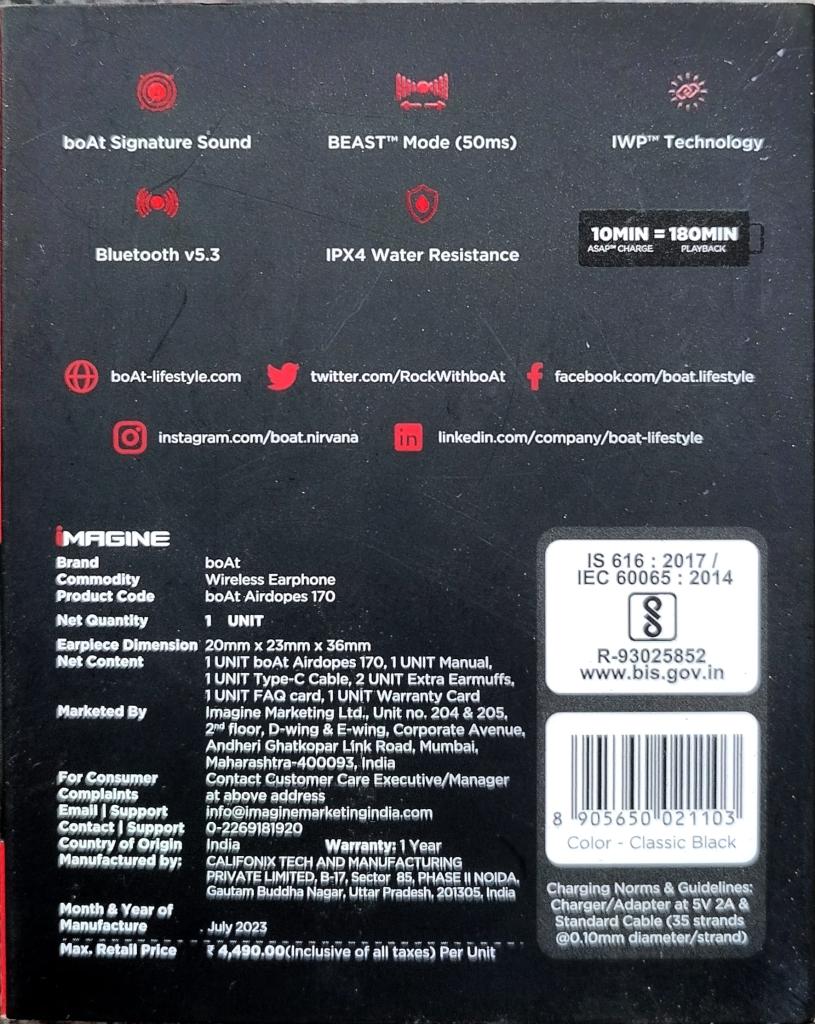 boAt Signature Sound
BEAST™ Mode (50ms)
IWP™ Technology
Bluetooth v5.3
IPX4 Water Resistance
10MIN = 180MIN
ASAP™ CHARGE PLAYBACK
boAt-lifestyle.com
twitter.com/RockWithboAt
facebook.com/boat.lifestyle
instagram.com/boat.nirvana
in linkedin.com/company/boat-lifestyle
iMAGINE
Brand boAt
Commodity Wireless Earphone
Product Code boAt Airdopes 170
Net Quantity 1 UNIT
Earpiece Dimension 20mm x 23mm x 36mm
Net Content 1 UNIT boAt Airdopes 170, 1 UNIT Manual,
1 UNIT Type-C Cable, 2 UNIT Extra Earmuffs,
1 UNIT FAQ card, 1 UNIT Warranty Card
Marketed By Imagine Marketing Ltd., Unit no. 204 & 205,
2nd floor, D-wing & E-wing, Corporate Avenue,
Andheri Ghatkopar Link Road, Mumbai,
Maharashtra-400093, India
For Consumer Contact Customer Care Executive/Manager
Complaints at above address
Email | Support info@imaginemarketingindia.com
Contact | Support 0-2269181920
Country of Origin India Warranty: 1 Year
Manufactured by: CALIFONIX TECH AND MANUFACTURING
PRIVATE LIMITED, B-17, Sector 85, PHASE II NOIDA,
Gautam Buddha Nagar, Uttar Pradesh, 201305, India
Month & Year of
Manufacture July 2023
Max. Retail Price ₹ 4,490.00(Inclusive of all taxes) Per Unit
IS 616 : 2017 /
IEC 60065 : 2014
R-93025852
www.bis.gov.in
8 905650 021103
Color - Classic Black
Charging Norms & Guidelines:
Charger/Adapter at 5V 2A &
Standard Cable (35 strands
@0.10mm diameter/strand)